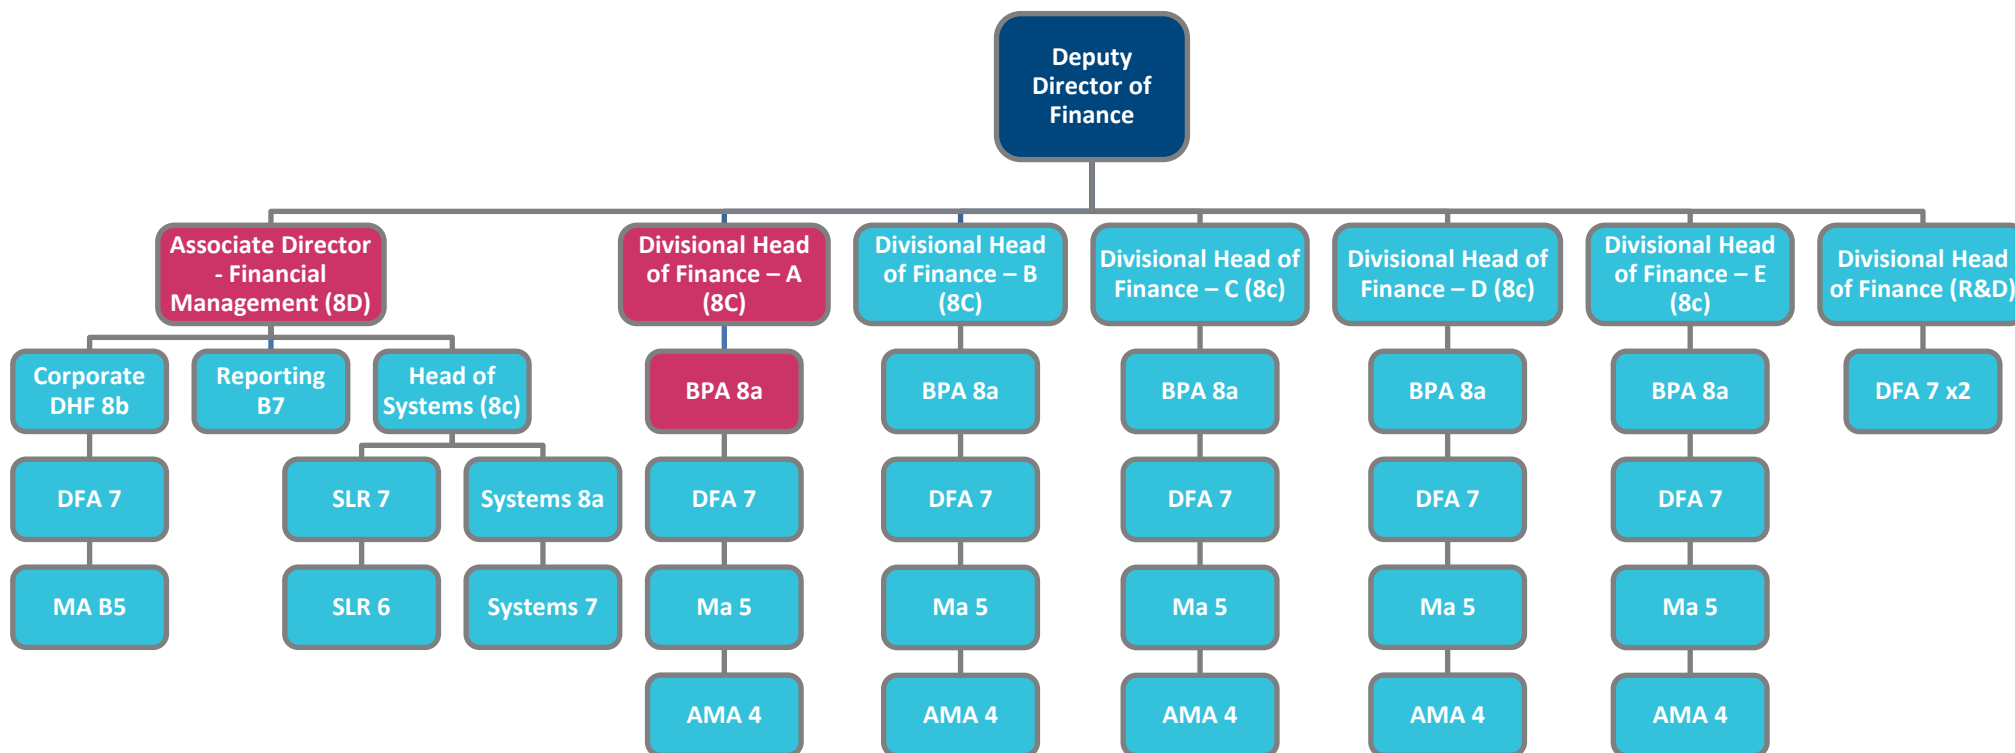 Deputy
Director of
Finance
Associate Director
- Financial
Management (8D)
Divisional Head
of Finance – A
(8C)
Divisional Head
of Finance – B
(8C)
Divisional Head of
Finance – C (8c)
Divisional Head of
Finance – D (8c)
Divisional Head
of Finance – E
(8c)
Divisional Head
of Finance (R&D)
Corporate
DHF 8b
Reporting
B7
Head of
Systems (8c)
BPA 8a
BPA 8a
BPA 8a
BPA 8a
BPA 8a
DFA 7 x2
DFA 7
SLR 7
Systems 8a
DFA 7
DFA 7
DFA 7
DFA 7
DFA 7
MA B5
SLR 6
Systems 7
Ma 5
Ma 5
Ma 5
Ma 5
Ma 5
AMA 4
AMA 4
AMA 4
AMA 4
AMA 4